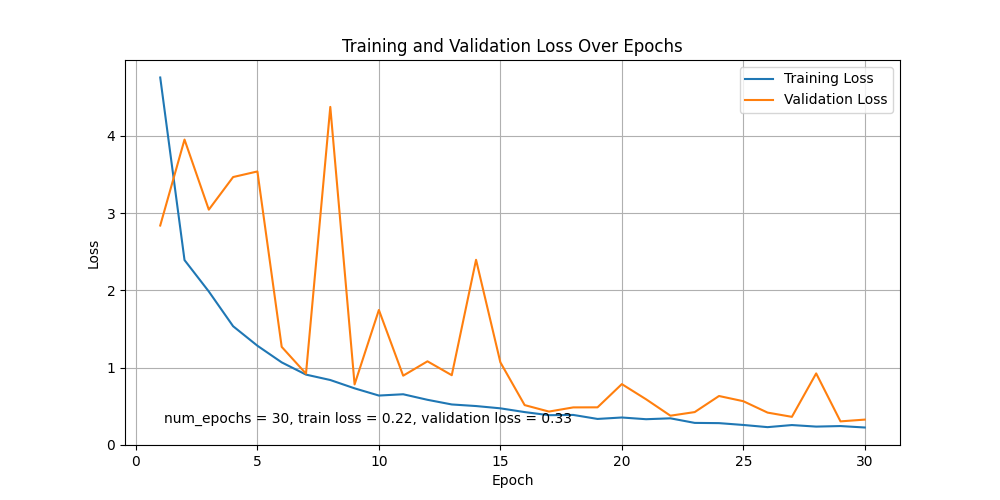 Training and Validation Loss Over Epochs
Training Loss
Validation Loss
4
3
2
1
0
Loss
num_epochs = 30, train loss = 0.22, validation loss = 0.33
0 5 10 15 20 25 30
Epoch